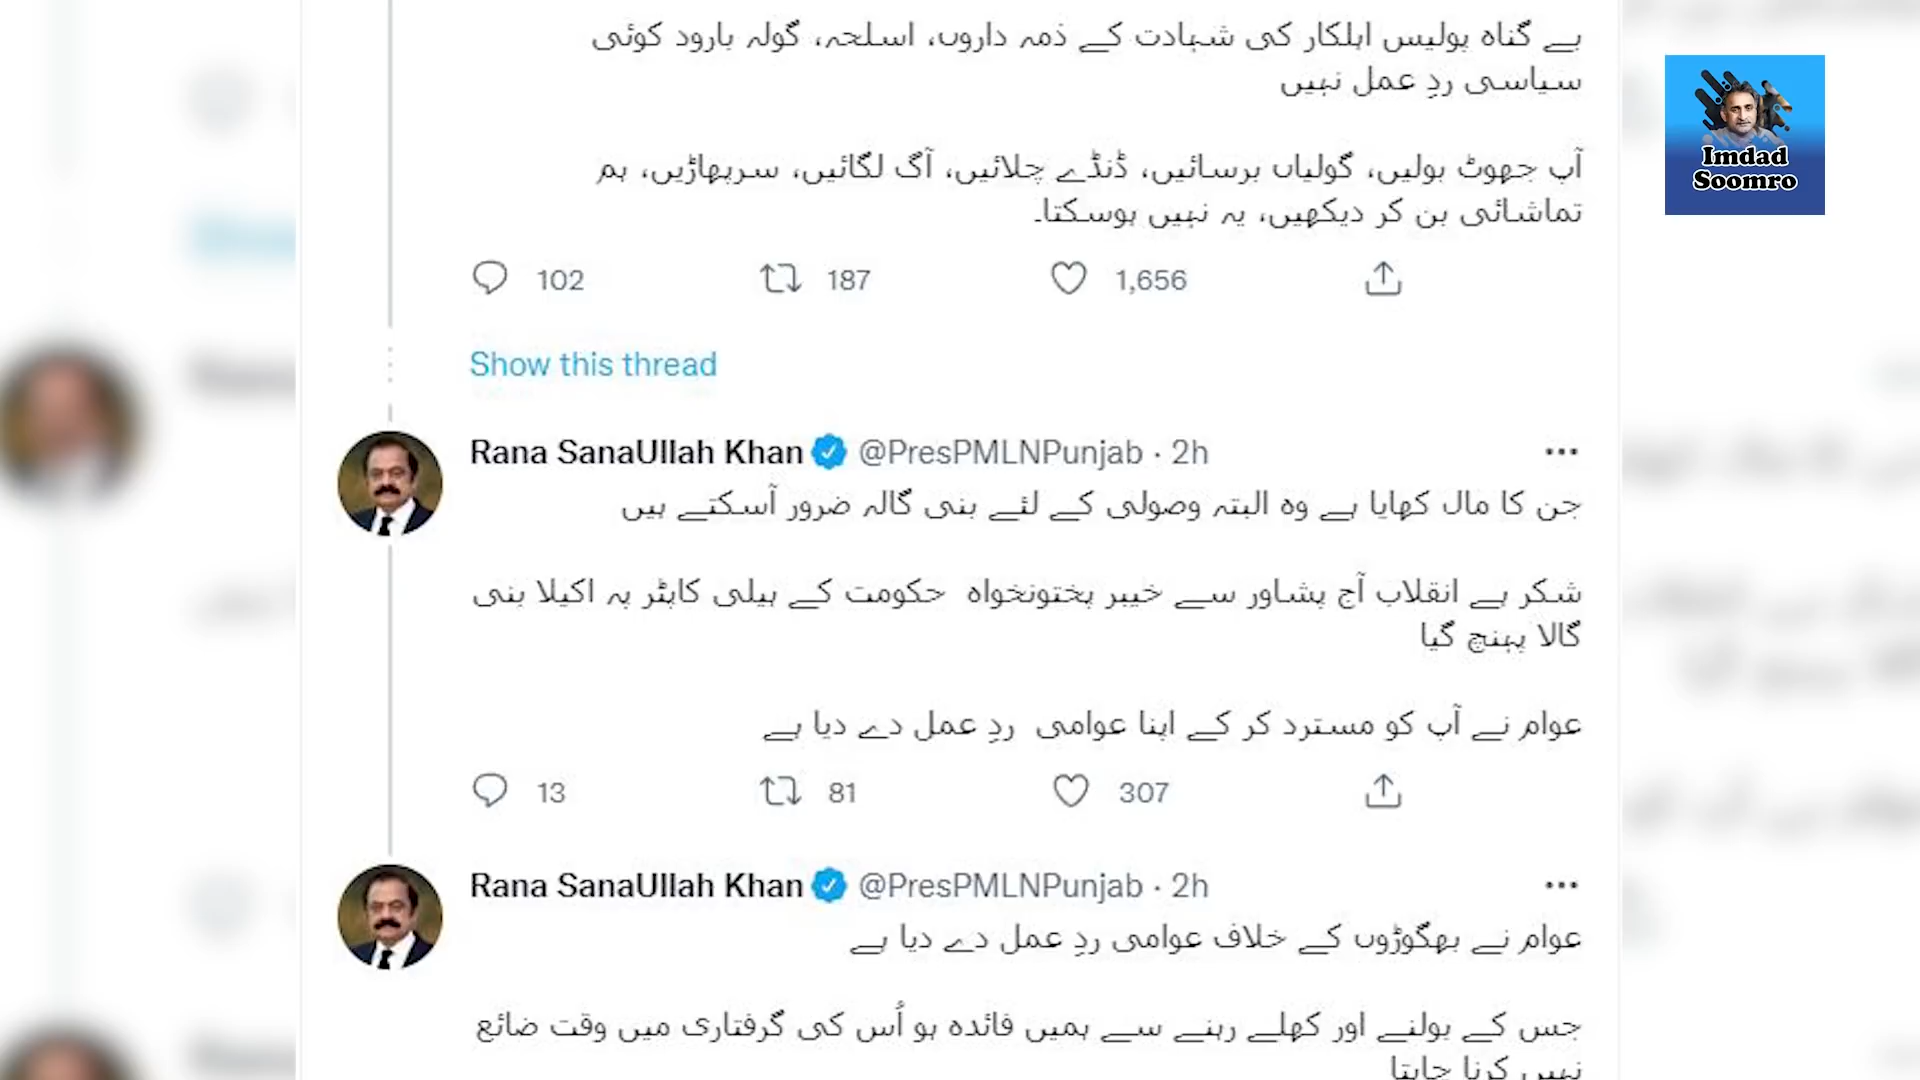 بے گناہ پولیس اہلکار کی شہادت کے ذمہ داروں، اسلحہ، گولہ بارود کوئی
سیاسی ردِ عمل نہیں
آپ جھوٹ بولیں، گولیاں برسائیں، ڈنڈے چلائیں، آگ لگائیں، سرپھاڑیں، ہم
تماشائی بن کر دیکھیں، یہ نہیں ہوسکتا۔
102 187 1,656
Show this thread
Rana SanaUllah Khan @PresPMLNPunjab · 2h
جن کا مال کھایا ہے وہ البتہ وصولی کے لئے بنی گالہ ضرور آسکتے ہیں
شکر ہے انقلاب آج پشاور سے خیبر پختونخواہ حکومت کے ہیلی کاپٹر پہ اکیلا بنی
گالا پہنچ گیا
عوام نے آپ کو مسترد کر کے اپنا عوامی ردِ عمل دے دیا ہے
13 81 307
Rana SanaUllah Khan @PresPMLNPunjab · 2h
عوام نے بھگوڑوں کے خلاف عوامی ردِ عمل دے دیا ہے
جس کے بولنے اور کھلے رہنے سے ہمیں فائدہ ہو اُس کی گرفتاری میں وقت ضائع
نہیں کرنا چاہتا
Imdad
Soomro